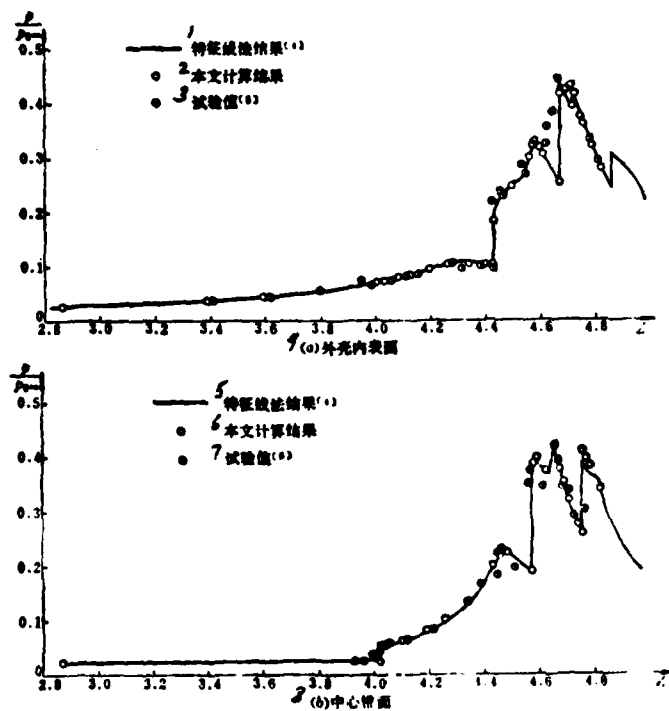 P
P₀∞
0.5
1 特征线法结果(4)
2 本文计算结果
3 试验值(5)
0.4
0.3
0.2
0.1
0
2.8 3.0 3.2 3.4 3.6 3.8 4.0 4.2 4.4 4.6 4.8 Z
4 (a)外壳内表面
P
0.5
5 特征线法结果(4)
6 本文计算结果
7 试验值(5)
0.4
0.3
0.2
0.1
0
2.8 3.0 3.2 3.4 3.6 3.8 4.0 4.2 4.4 4.6 4.8 Z
8 (b)中心锥面